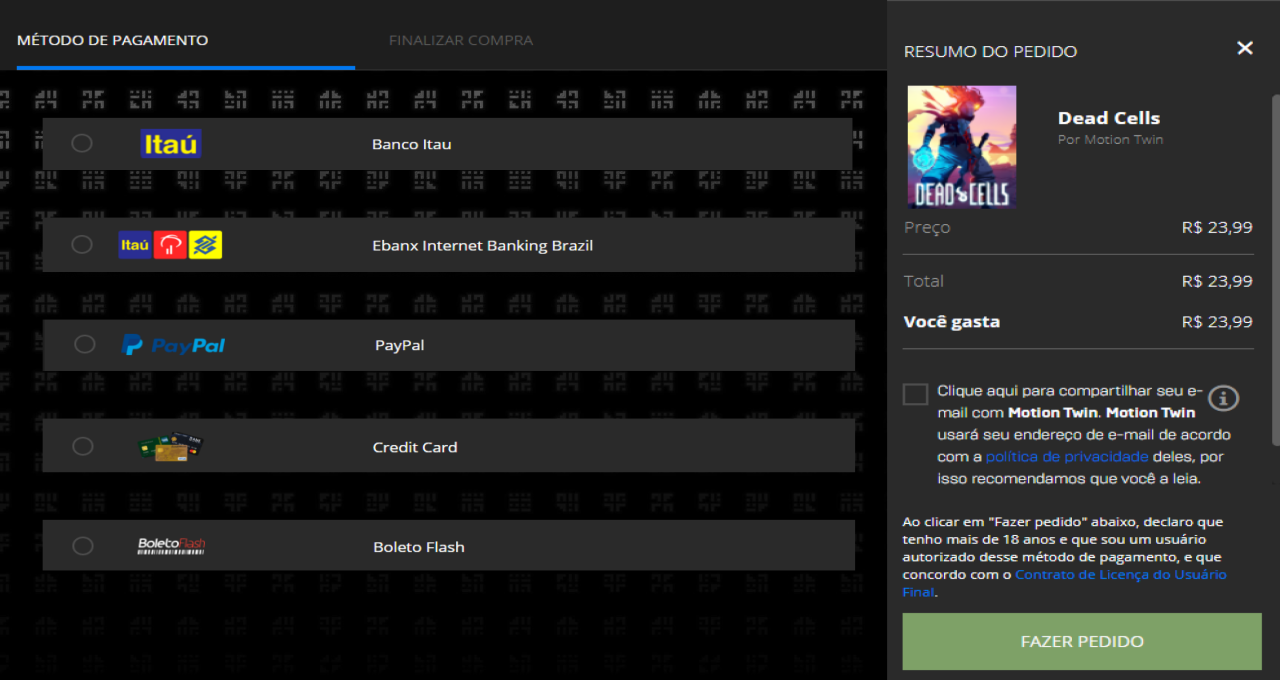 MÉTODO DE PAGAMENTO
FINALIZAR COMPRA
Itaú
Banco Itau
Itaú
Ebanx Internet Banking Brazil
PayPal
PayPal
Credit Card
BoletoFlash
Boleto Flash
RESUMO DO PEDIDO
DEAD CELLS
Dead Cells
Por Motion Twin
Preço R$ 23,99
Total R$ 23,99
Você gasta R$ 23,99
Clique aqui para compartilhar seu e-
mail com Motion Twin. Motion Twin
usará seu endereço de e-mail de acordo
com a política de privacidade deles, por
isso recomendamos que você a leia.
Ao clicar em "Fazer pedido" abaixo, declaro que
tenho mais de 18 anos e que sou um usuário
autorizado desse método de pagamento, e que
concordo com o Contrato de Licença do Usuário
Final.
FAZER PEDIDO